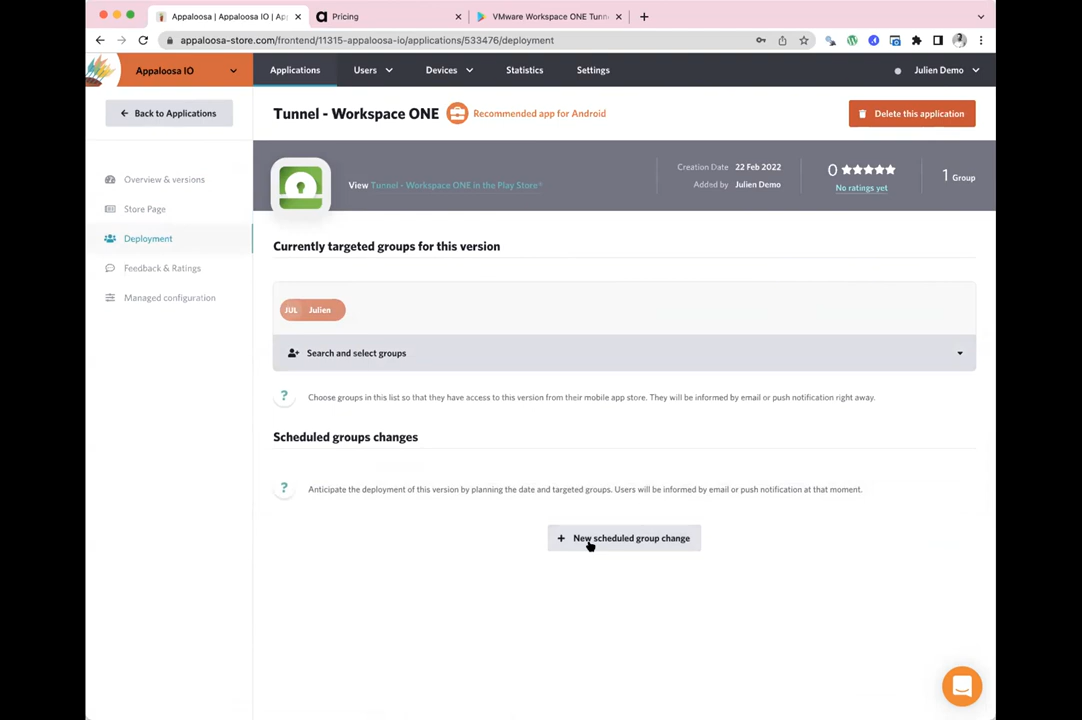 Appaloosa | Appaloosa IO | Ap
Pricing
VMware Workspace ONE Tunn
appaloosa-store.com/frontend/11315-appaloosa-io/applications/533476/deployment
Appaloosa IO
Applications
Users
Devices
Statistics
Settings
Julien Demo
Back to Applications
Tunnel - Workspace ONE
Recommended app for Android
Delete this application
Overview & versions
Store Page
Deployment
Feedback & Ratings
Managed configuration
View Tunnel - Workspace ONE in the Play Store
Creation Date 22 Feb 2022
Added by Julien Demo
0
No ratings yet
1 Group
Currently targeted groups for this version
JUL Julien
Search and select groups
? Choose groups in this list so that they have access to this version from their mobile app store. They will be informed by email or push notification right away.
Scheduled groups changes
? Anticipate the deployment of this version by planning the date and targeted groups. Users will be informed by email or push notification at that moment.
+ New scheduled group change